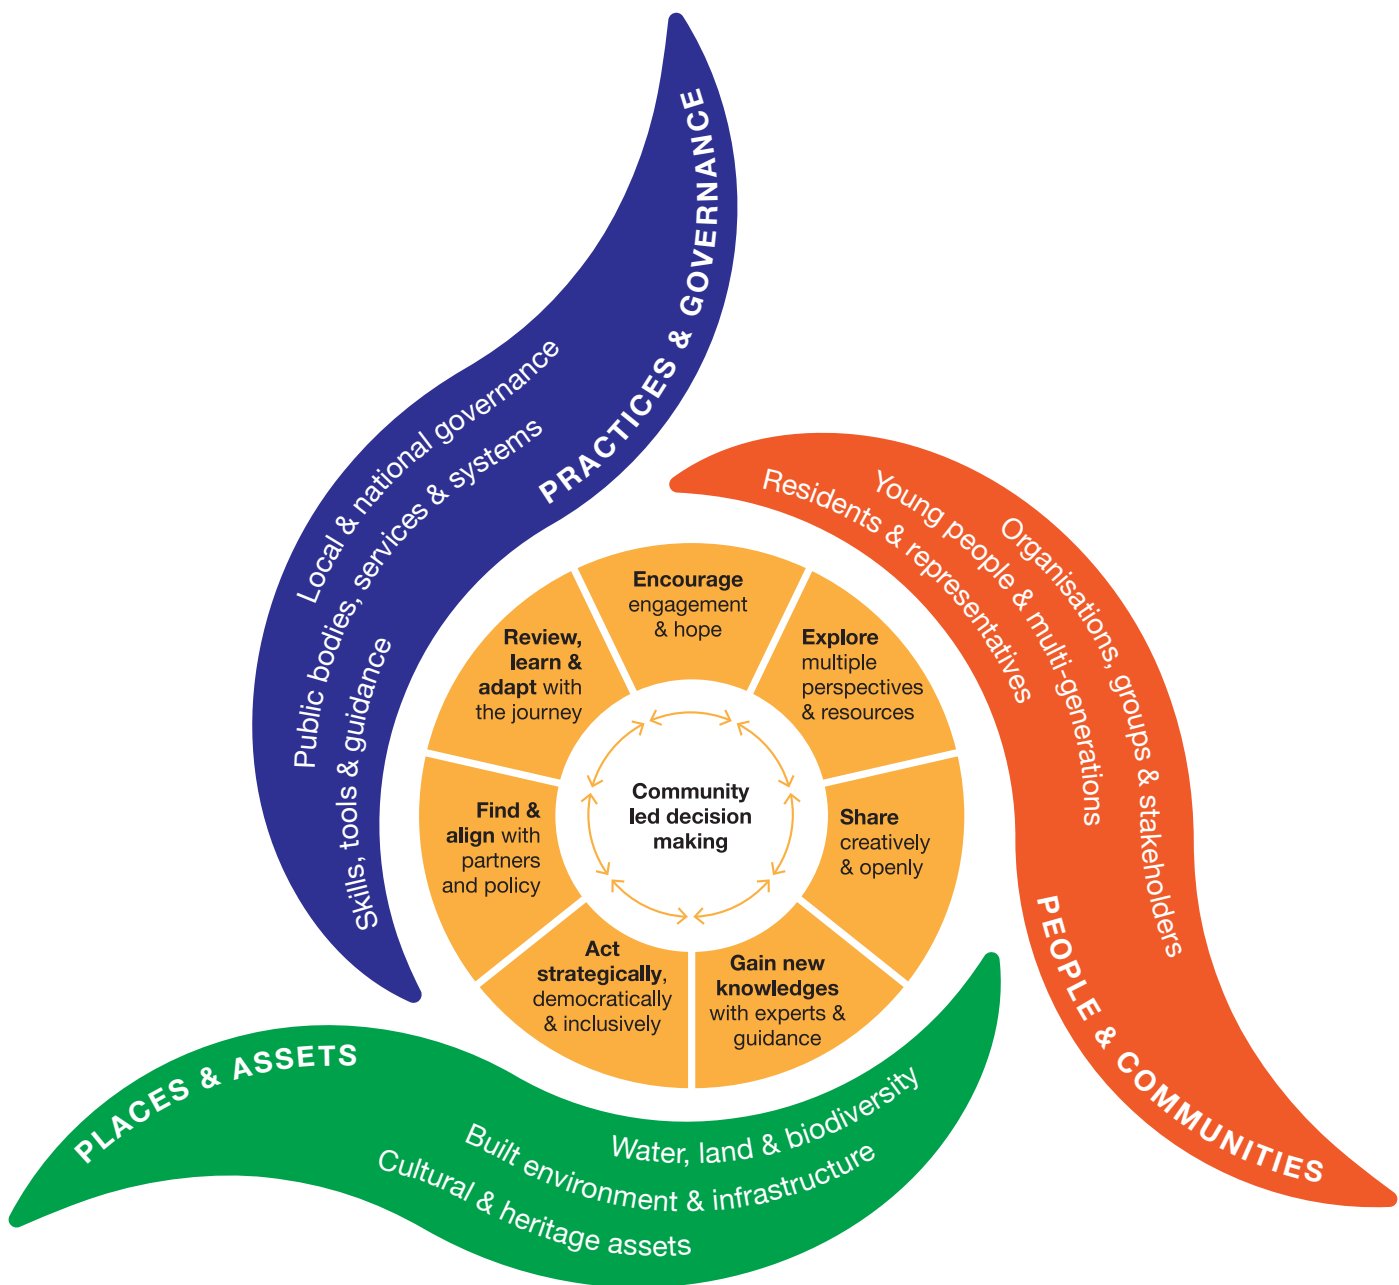 PRACTICES & GOVERNANCE
Local & national governance
Public bodies, services & systems
Skills, tools & guidance
PEOPLE & COMMUNITIES
Organisations, groups & stakeholders
Young people & multi-generations
Residents & representatives
PLACES & ASSETS
Water, land & biodiversity
Built environment & infrastructure
Cultural & heritage assets
Encourage
engagement
& hope
Explore
multiple
perspectives
& resources
Share
creatively
& openly
Gain new
knowledges
with experts &
guidance
Act
strategically,
democratically
& inclusively
Find &
align with
partners
and policy
Review,
learn &
adapt with
the journey
Community
led decision
making